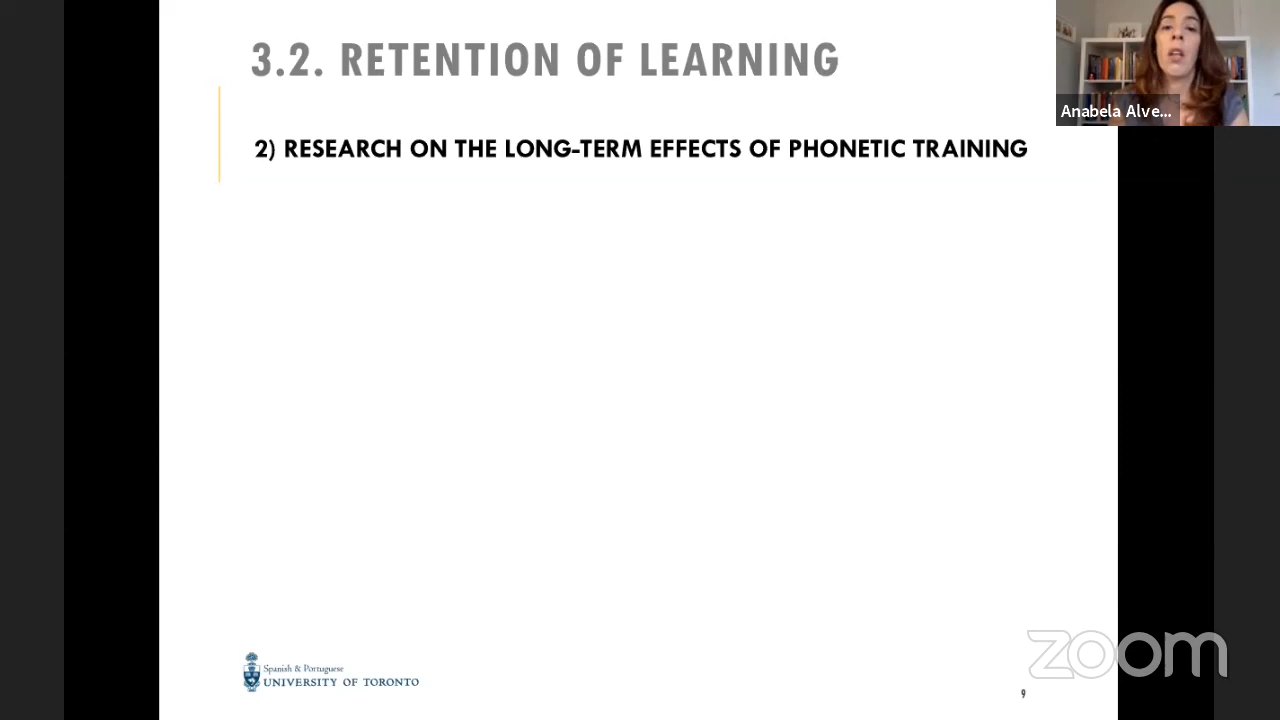 3.2. RETENTION OF LEARNING
Anabela Alve...
2) RESEARCH ON THE LONG-TERM EFFECTS OF PHONETIC TRAINING
Spanish & Portuguese
UNIVERSITY OF TORONTO
zoom
9